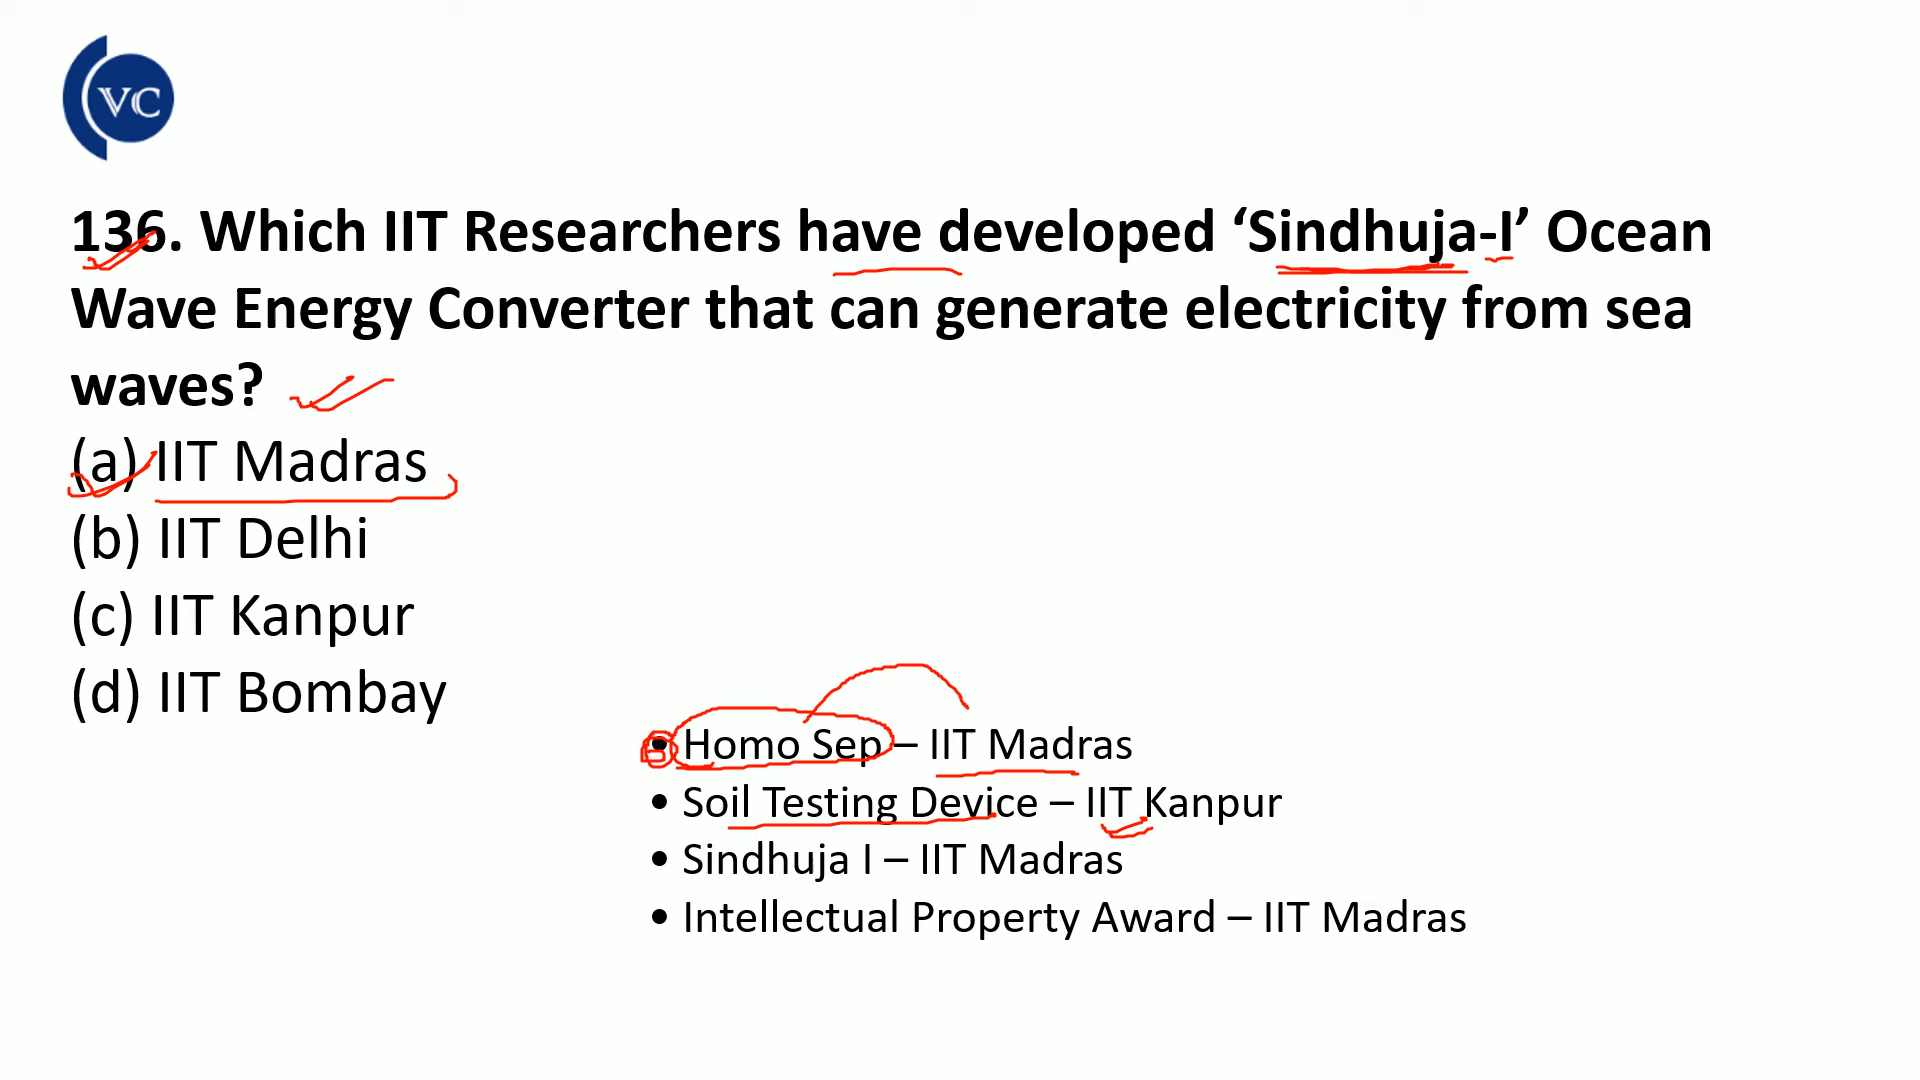 VC
136. Which IIT Researchers have developed ‘Sindhuja-I’ Ocean
Wave Energy Converter that can generate electricity from sea
waves?
(a) IIT Madras
(b) IIT Delhi
(c) IIT Kanpur
(d) IIT Bombay
• Homo Sep – IIT Madras
• Soil Testing Device – IIT Kanpur
• Sindhuja I – IIT Madras
• Intellectual Property Award – IIT Madras